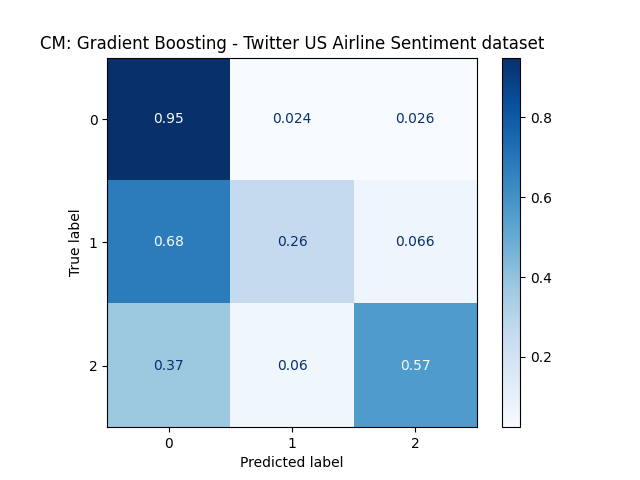 CM: Gradient Boosting - Twitter US Airline Sentiment dataset
0 0.95 0.024 0.026
1 0.68 0.26 0.066
2 0.37 0.06 0.57
0 1 2
Predicted label
True label
0.8
0.6
0.4
0.2